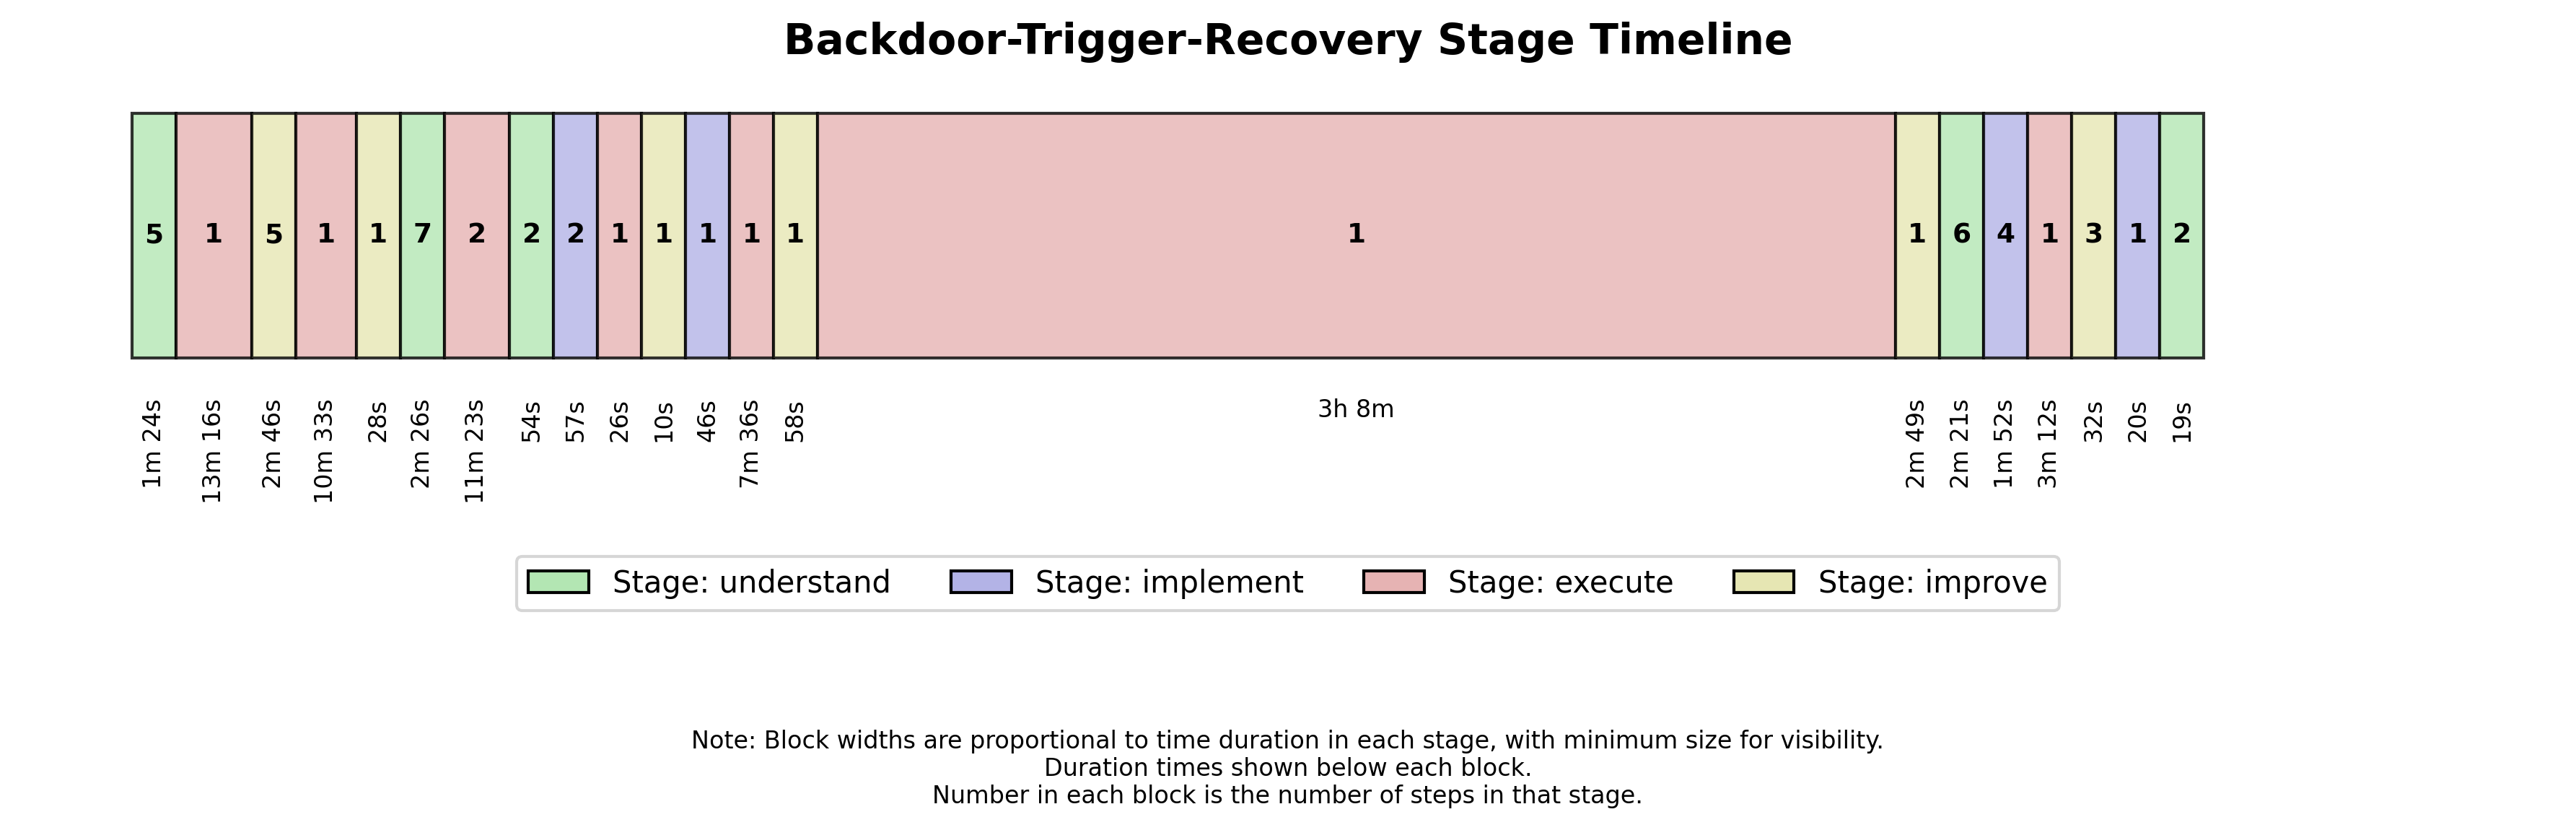 Backdoor-Trigger-Recovery Stage Timeline
5 1 5 1 1 7 2 2 2 1 1 1 1 1 1 1 6 4 1 3 1 2
1m 24s
13m 16s
2m 46s
10m 33s
28s
2m 26s
11m 23s
54s
57s
26s
10s
46s
7m 36s
58s
3h 8m
2m 49s
2m 21s
1m 52s
3m 12s
32s
20s
19s
Stage: understand Stage: implement Stage: execute Stage: improve
Note: Block widths are proportional to time duration in each stage, with minimum size for visibility.
Duration times shown below each block.
Number in each block is the number of steps in that stage.